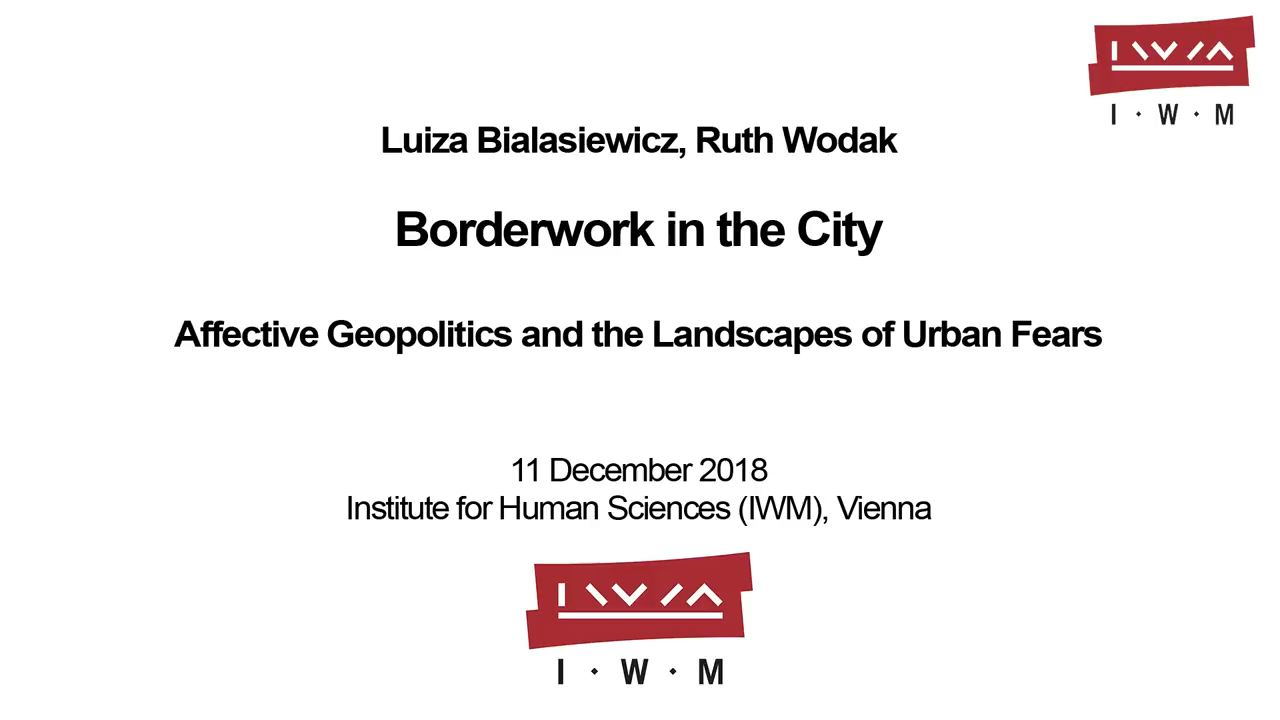 I · W · M
Luiza Bialasiewicz, Ruth Wodak
Borderwork in the City
Affective Geopolitics and the Landscapes of Urban Fears
11 December 2018
Institute for Human Sciences (IWM), Vienna
I · W · M